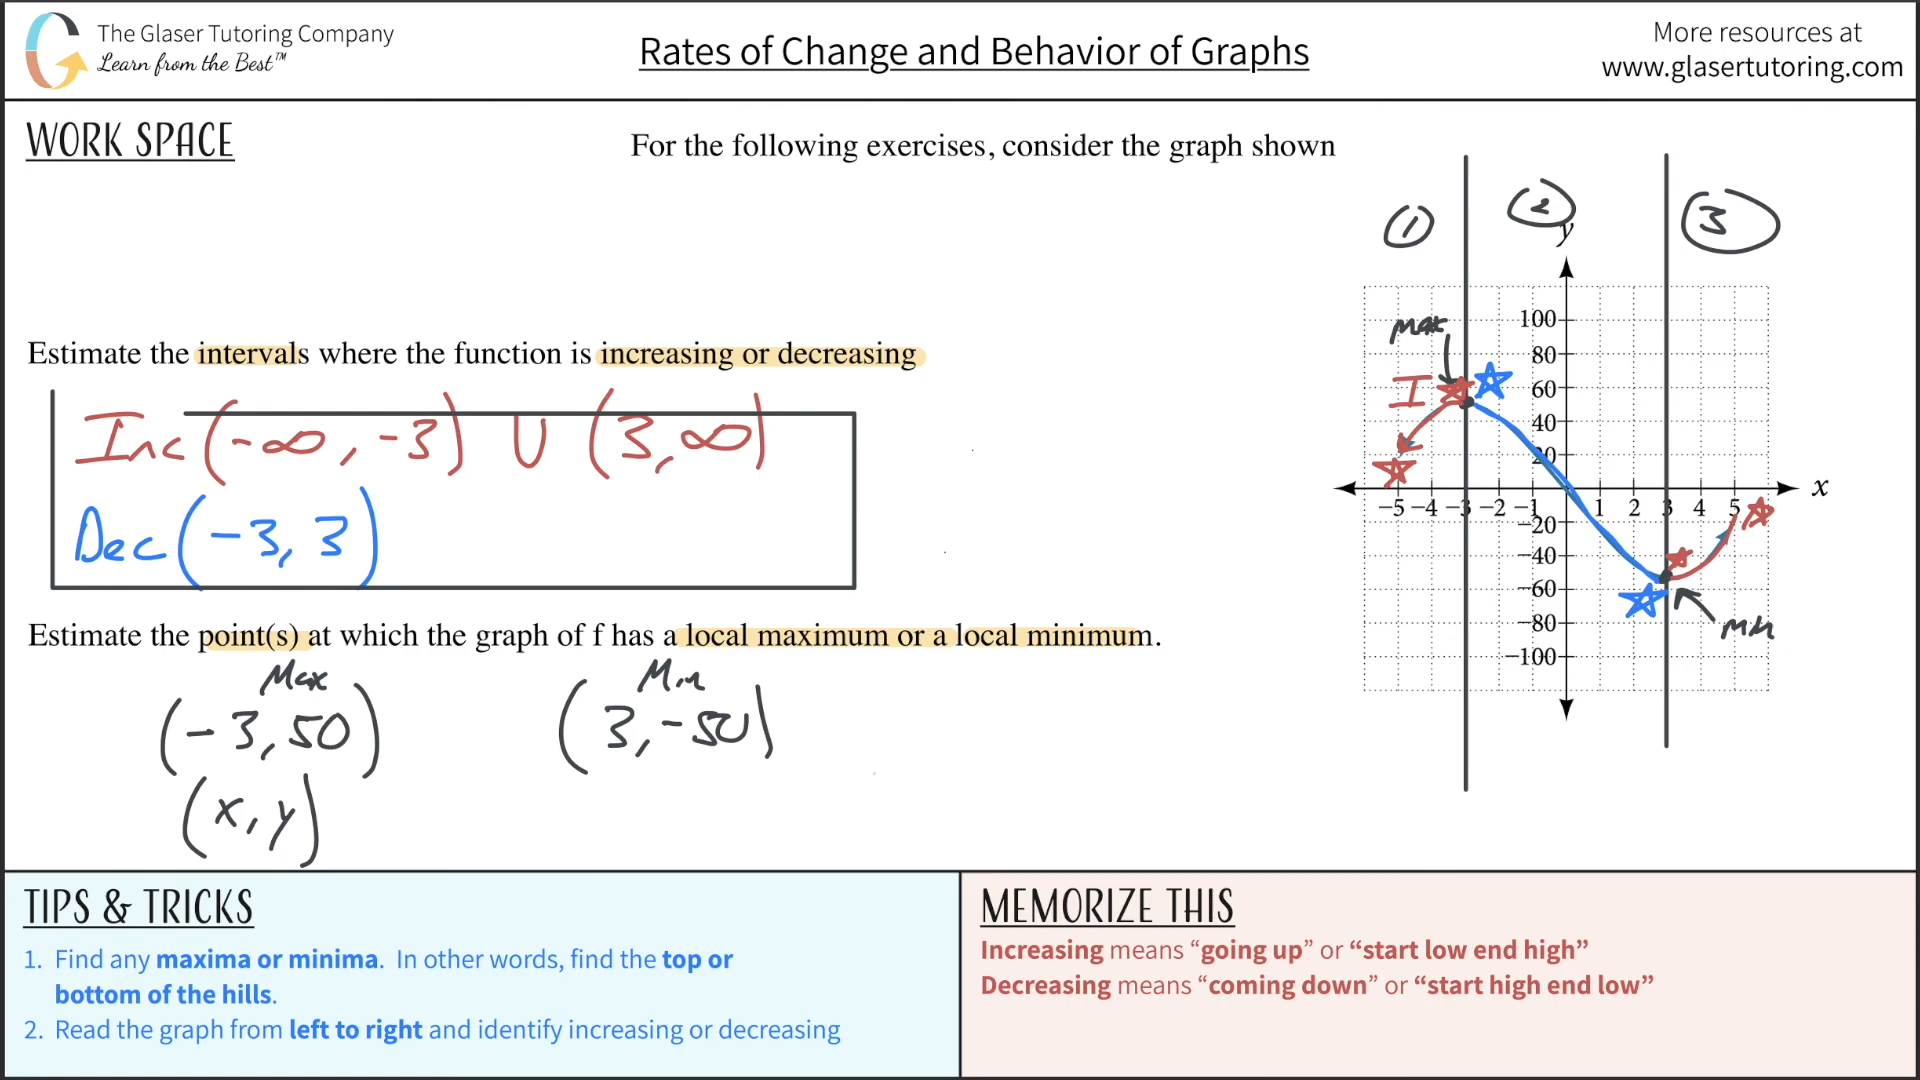 The Glaser Tutoring Company
Learn from the Best™
Rates of Change and Behavior of Graphs
More resources at
www.glasertutoring.com
WORK SPACE
For the following exercises, consider the graph shown
Estimate the intervals where the function is increasing or decreasing
Inc (-∞, -3) U (3, ∞)
Dec (-3, 3)
Estimate the point(s) at which the graph of f has a local maximum or a local minimum.
Max
(-3, 50)
(x, y)
Min
(3, -50)
1
2
3
y
max
I
100
80
60
40
20
x
-5 -4 -3 -2 -1 1 2 3 4 5
-20
-40
-60
-80
-100
min
TIPS & TRICKS
1. Find any maxima or minima. In other words, find the top or
bottom of the hills.
2. Read the graph from left to right and identify increasing or decreasing
MEMORIZE THIS
Increasing means “going up” or “start low end high”
Decreasing means “coming down” or “start high end low”